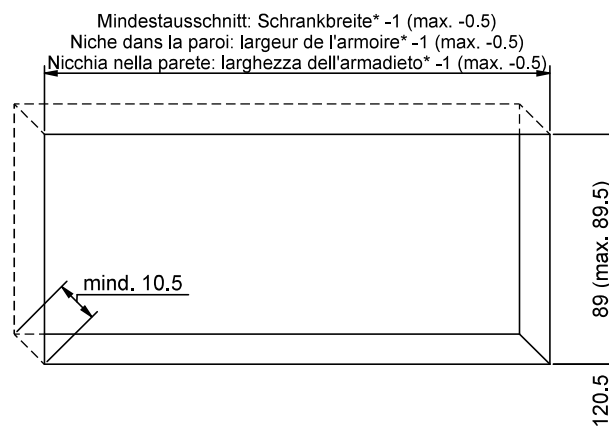 Mindestausschnitt: Schrankbreite* -1 (max. -0.5)
Niche dans la paroi: largeur de l'armoire* -1 (max. -0.5)
Nicchia nella parete: larghezza dell'armadieto* -1 (max. -0.5)
mind. 10.5
89 (max. 89.5)
120.5